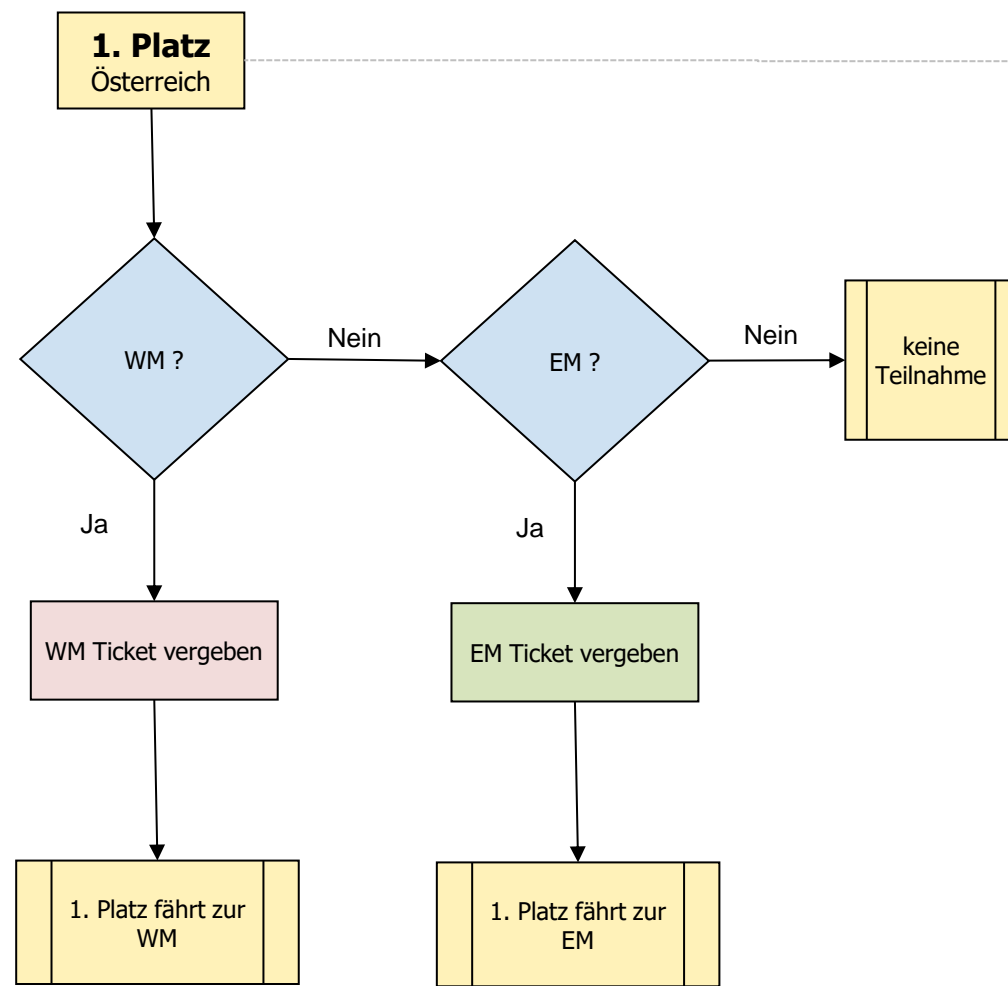 1. Platz
Österreich
WM ?
Nein
EM ?
Nein
keine
Teilnahme
Ja
Ja
WM Ticket vergeben
EM Ticket vergeben
1. Platz fährt zur
WM
1. Platz fährt zur
EM